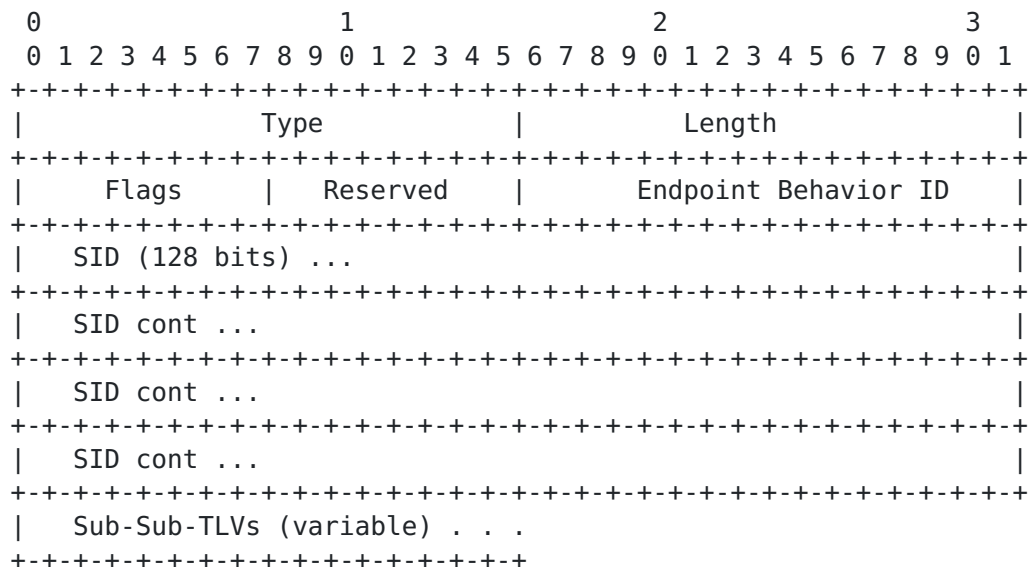 0                   1                   2                   3
 0 1 2 3 4 5 6 7 8 9 0 1 2 3 4 5 6 7 8 9 0 1 2 3 4 5 6 7 8 9 0 1
+-+-+-+-+-+-+-+-+-+-+-+-+-+-+-+-+-+-+-+-+-+-+-+-+-+-+-+-+-+-+-+-+
|               Type            |          Length               |
+-+-+-+-+-+-+-+-+-+-+-+-+-+-+-+-+-+-+-+-+-+-+-+-+-+-+-+-+-+-+-+-+
|     Flags     |   Reserved    |       Endpoint Behavior ID    |
+-+-+-+-+-+-+-+-+-+-+-+-+-+-+-+-+-+-+-+-+-+-+-+-+-+-+-+-+-+-+-+-+
|   SID (128 bits) ...                                          |
+-+-+-+-+-+-+-+-+-+-+-+-+-+-+-+-+-+-+-+-+-+-+-+-+-+-+-+-+-+-+-+-+
|   SID cont ...                                                |
+-+-+-+-+-+-+-+-+-+-+-+-+-+-+-+-+-+-+-+-+-+-+-+-+-+-+-+-+-+-+-+-+
|   SID cont ...                                                |
+-+-+-+-+-+-+-+-+-+-+-+-+-+-+-+-+-+-+-+-+-+-+-+-+-+-+-+-+-+-+-+-+
|   SID cont ...                                                |
+-+-+-+-+-+-+-+-+-+-+-+-+-+-+-+-+-+-+-+-+-+-+-+-+-+-+-+-+-+-+-+-+
|   Sub-Sub-TLVs (variable) . . .
+-+-+-+-+-+-+-+-+-+-+-+-+-+-+-+-+